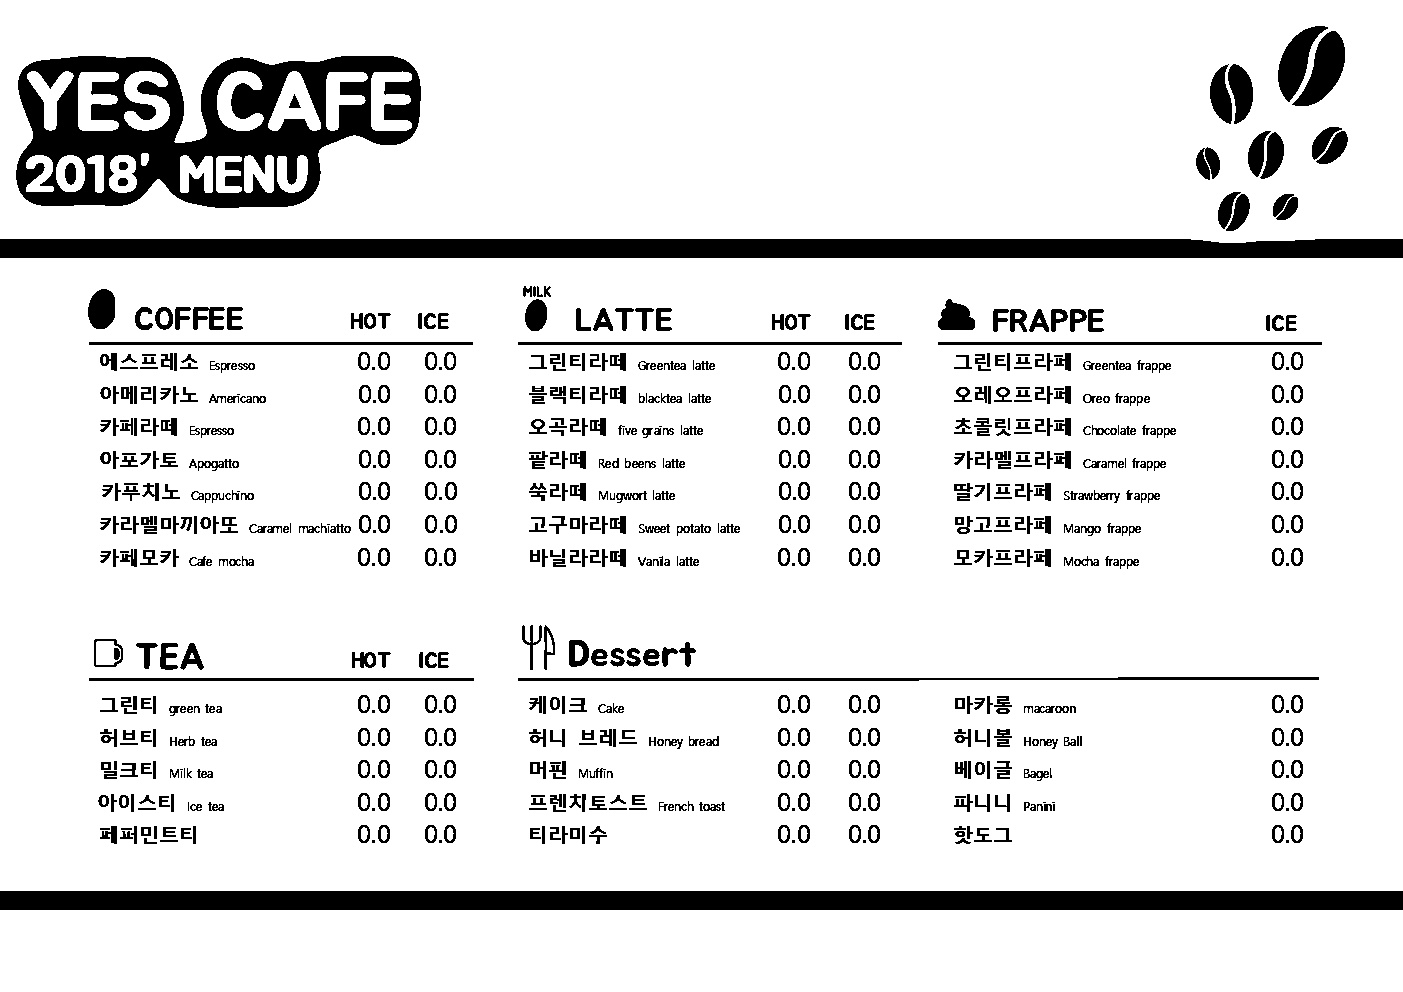 YES CAFE
2018' MENU
COFFEE HOT ICE
에스프레소 Espresso 0.0 0.0
아메리카노 Americano 0.0 0.0
카페라떼 Espresso 0.0 0.0
아포가토 Apogatto 0.0 0.0
카푸치노 Cappuchino 0.0 0.0
카라멜마끼아또 Caramel machiatto 0.0 0.0
카페모카 Cafe mocha 0.0 0.0
MILK
LATTE HOT ICE
그린티라떼 Greentea latte 0.0 0.0
블랙티라떼 blacktea latte 0.0 0.0
오곡라떼 five grains latte 0.0 0.0
팥라떼 Red beens latte 0.0 0.0
쑥라떼 Mugwort latte 0.0 0.0
고구마라떼 Sweet potato latte 0.0 0.0
바닐라라떼 Vanila latte 0.0 0.0
FRAPPE ICE
그린티프라페 Greentea frappe 0.0
오레오프라페 Oreo frappe 0.0
초콜릿프라페 Chocolate frappe 0.0
카라멜프라페 Caramel frappe 0.0
딸기프라페 Strawberry frappe 0.0
망고프라페 Mango frappe 0.0
모카프라페 Mocha frappe 0.0
TEA HOT ICE
그린티 green tea 0.0 0.0
허브티 Herb tea 0.0 0.0
밀크티 Milk tea 0.0 0.0
아이스티 Ice tea 0.0 0.0
페퍼민트티 0.0 0.0
Dessert
케이크 Cake 0.0 0.0
허니 브레드 Honey bread 0.0 0.0
머핀 Muffin 0.0 0.0
프렌치토스트 French toast 0.0 0.0
티라미수 0.0 0.0
마카롱 macaroon 0.0
허니볼 Honey Ball 0.0
베이글 Bagel 0.0
파니니 Panini 0.0
핫도그 0.0